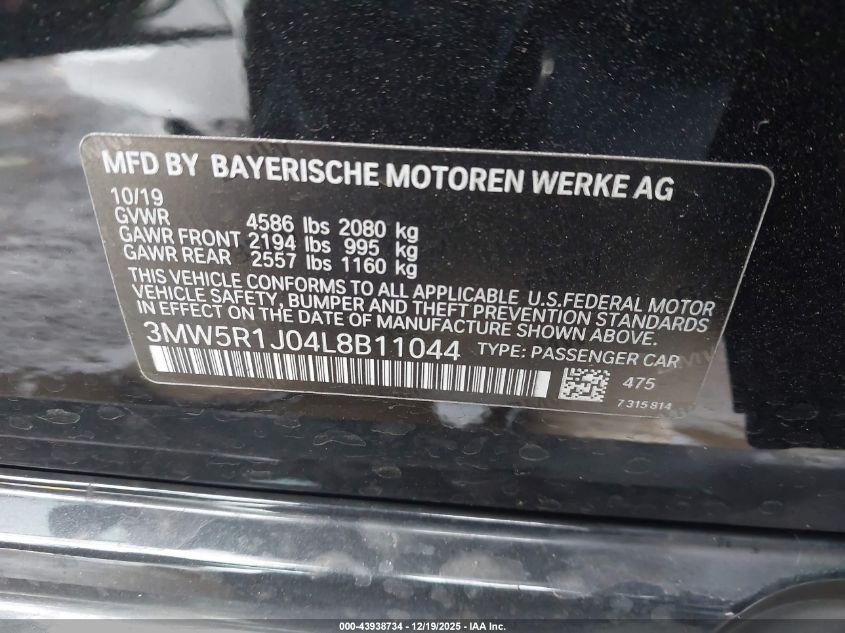 MFD BY BAYERISCHE MOTOREN WERKE AG
10/19
GVWR 4586 lbs 2080 kg
GAWR FRONT 2194 lbs 995 kg
GAWR REAR 2557 lbs 1160 kg
THIS VEHICLE CONFORMS TO ALL APPLICABLE U.S.FEDERAL MOTOR
VEHICLE SAFETY, BUMPER AND THEFT PREVENTION STANDARDS
IN EFFECT ON THE DATE OF MANUFACTURE SHOWN ABOVE.
3MW5R1J04L8B11044 TYPE: PASSENGER CAR
475
7 315 814
000-43938734 — 12/19/2025 — IAA Inc.